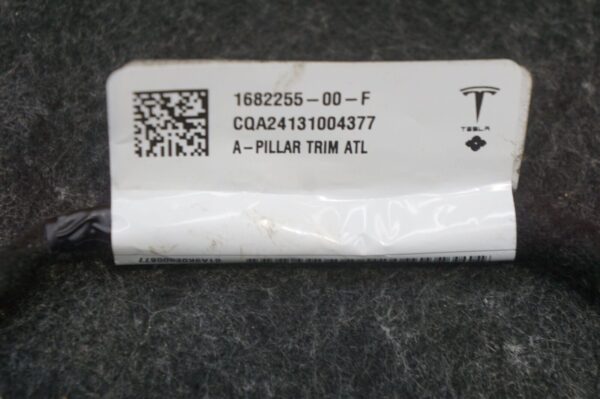 1682255-00-F
CQA24131004377
A-PILLAR TRIM ATL
TESLA